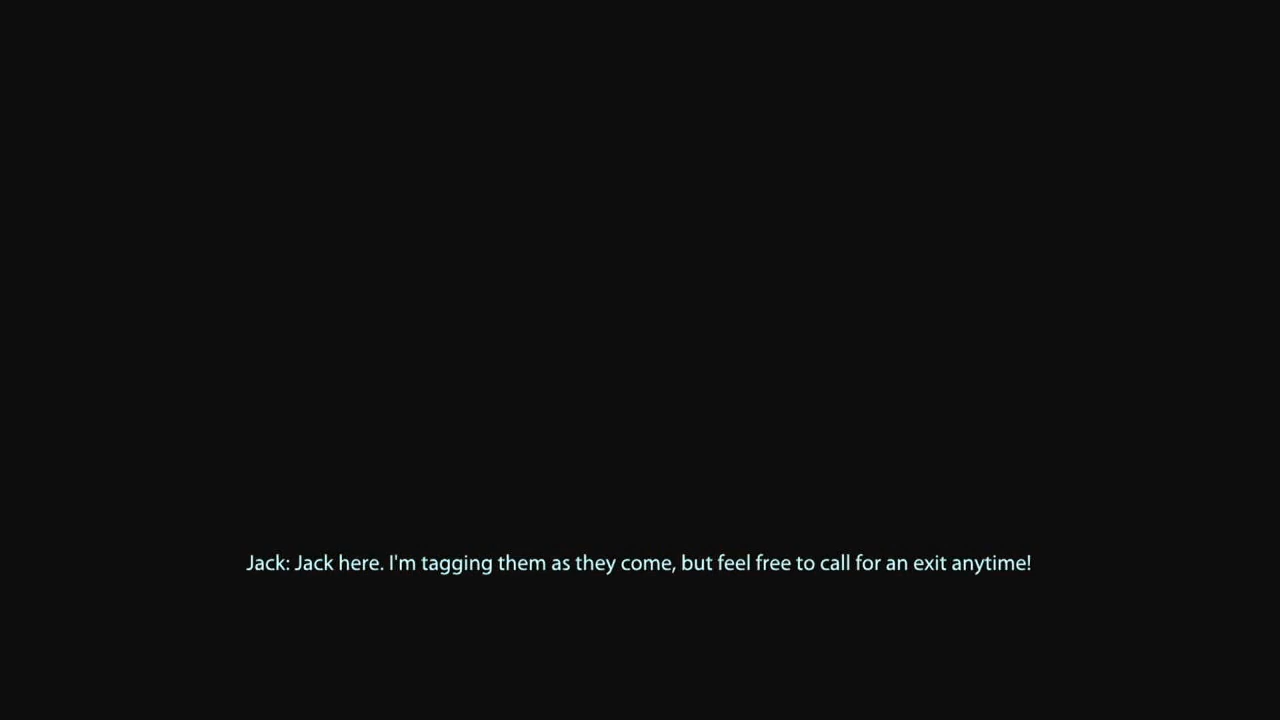 Jack: Jack here. I'm tagging them as they come, but feel free to call for an exit anytime!